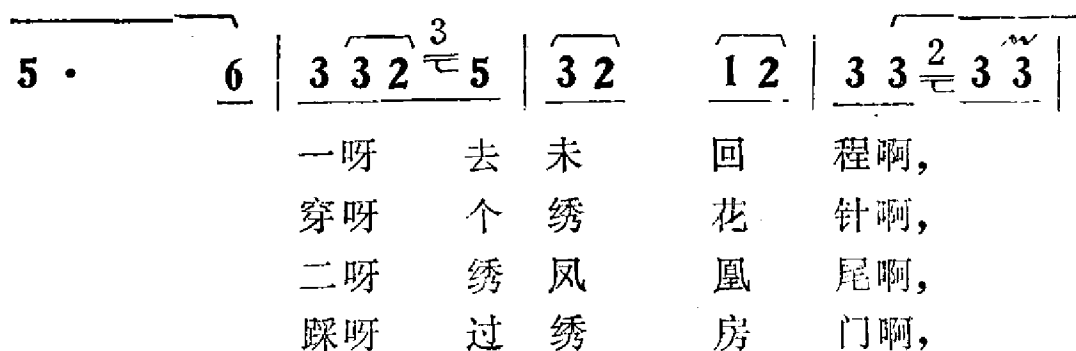 5 · 6 | 3 3 2 3 5 | 3 2 1 2 | 3 3 2 3 3 |
一呀 去 未 回 程啊，
穿呀 个 绣 花 针啊，
二呀 绣 凤 凰 尾啊，
踩呀 过 绣 房 门啊，